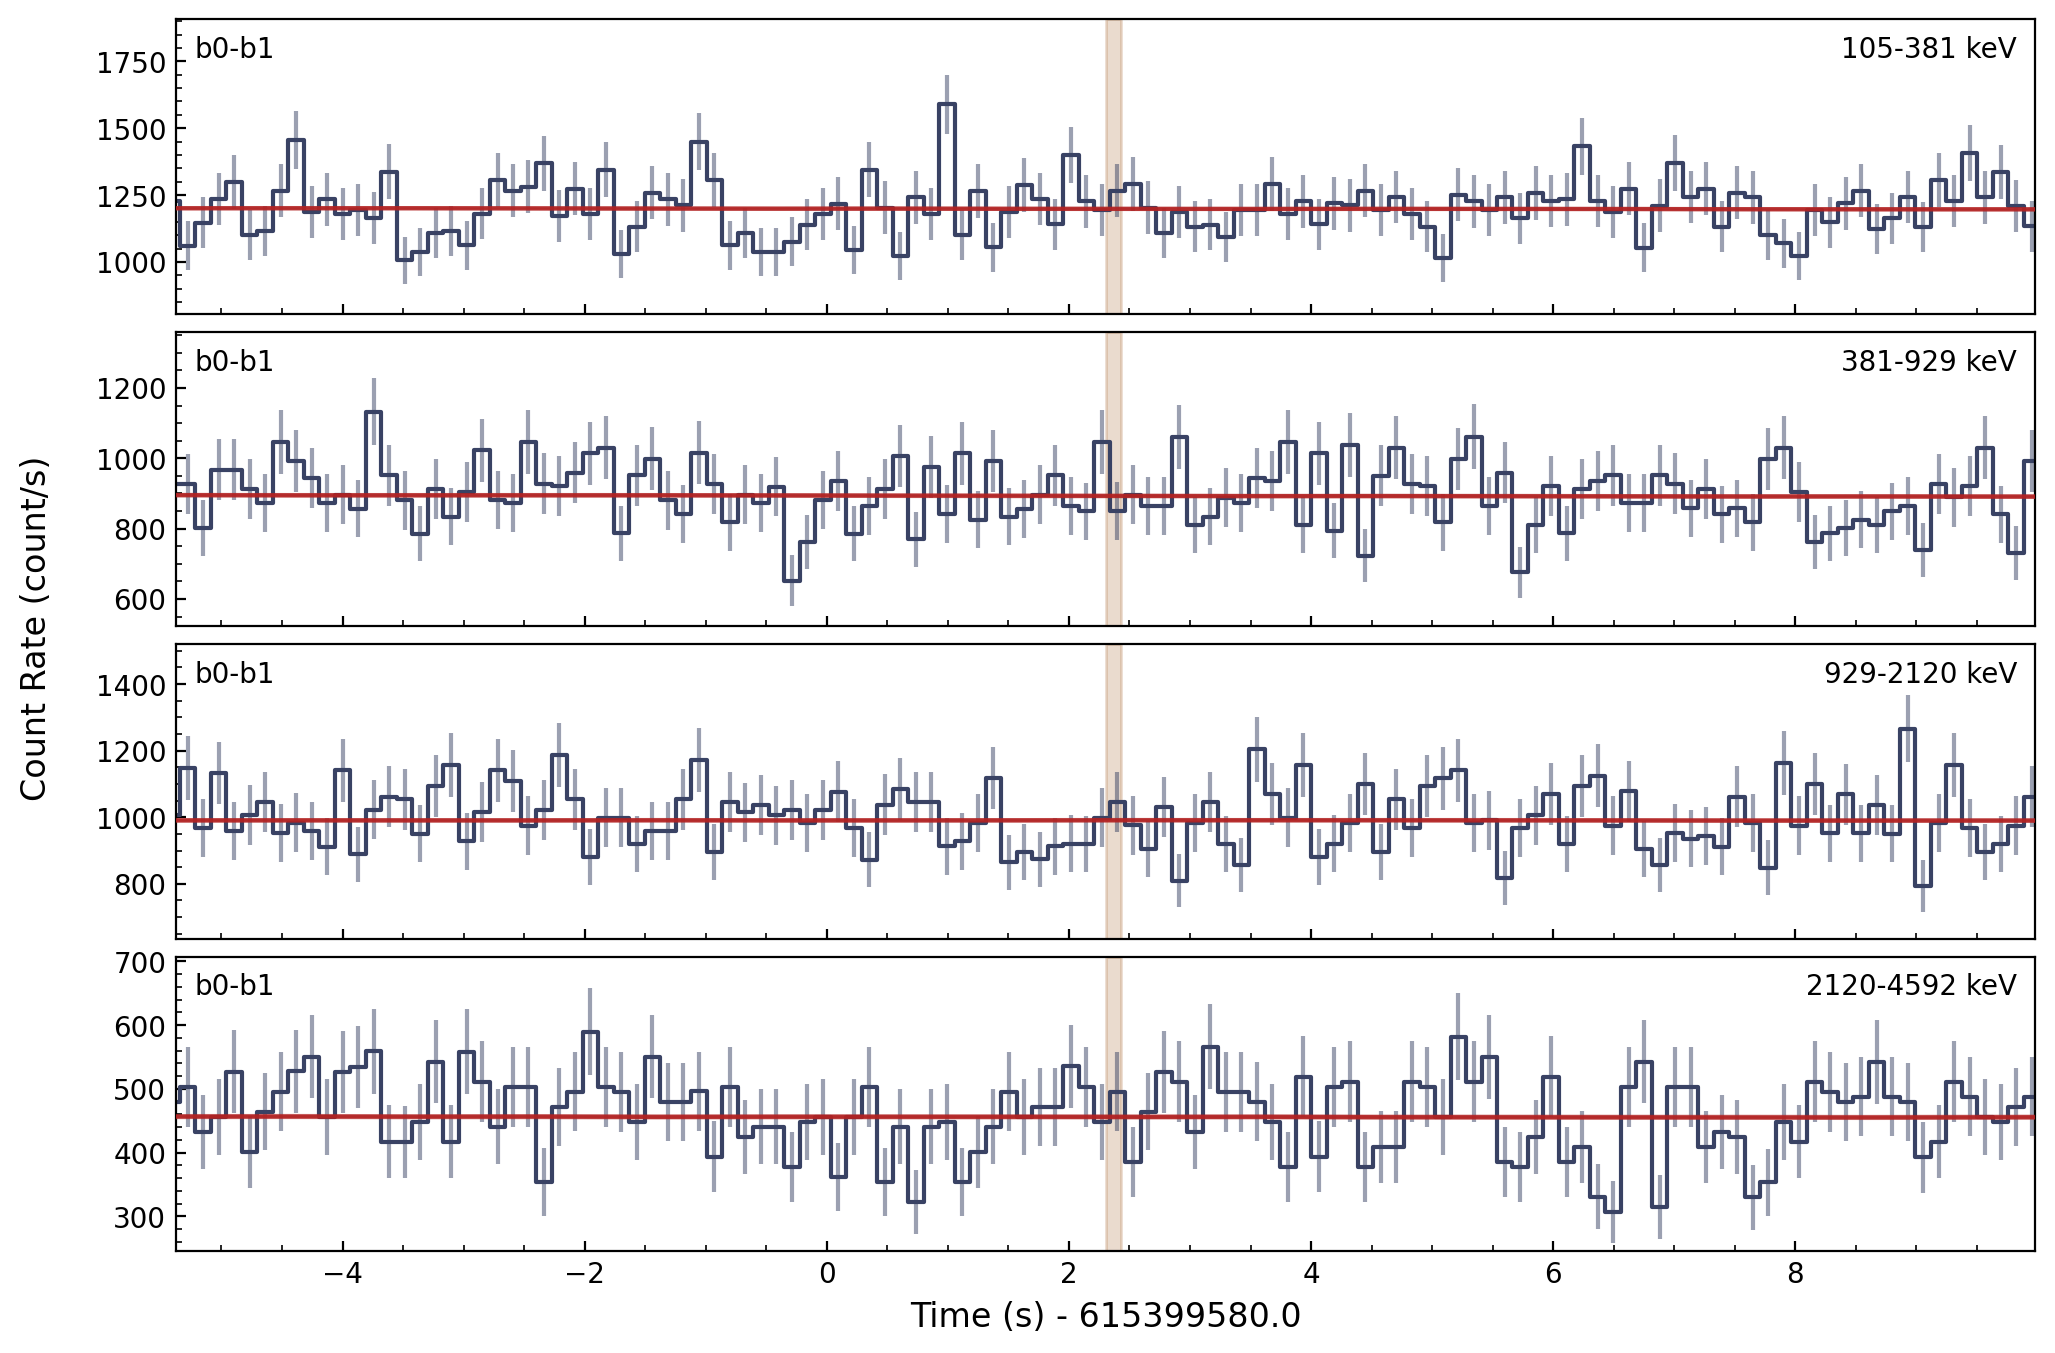 b0-b1 105-381 keV
1750
1500
1250
1000
b0-b1 381-929 keV
1200
1000
800
600
b0-b1 929-2120 keV
1400
1200
1000
800
b0-b1 2120-4592 keV
700
600
500
400
300
−4 −2 0 2 4 6 8
Time (s) - 615399580.0
Count Rate (count/s)